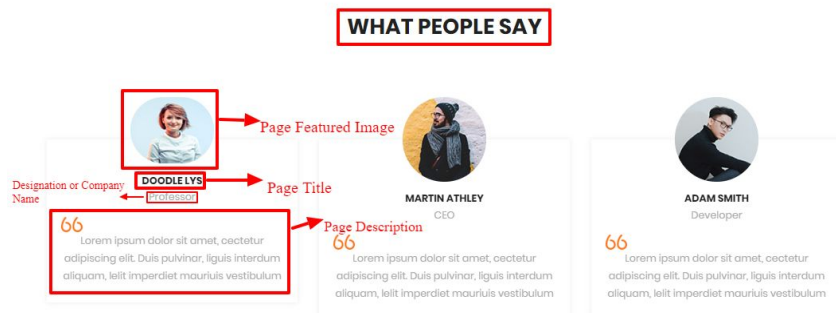 WHAT PEOPLE SAY
Page Featured Image
DOODLE LYS
Page Title
Designation or Company
Name
Professor
Page Description
66
Lorem ipsum dolor sit amet, cectetur
adipiscing elit. Duis pulvinar, liguis interdum
aliquam, lelit imperdiet mauriuis vestibulum
MARTIN ATHLEY
CEO
66
Lorem ipsum dolor sit amet, cectetur
adipiscing elit. Duis pulvinar, liguis interdum
aliquam, lelit imperdiet mauriuis vestibulum
ADAM SMITH
Developer
66
Lorem ipsum dolor sit amet, cectetur
adipiscing elit. Duis pulvinar, liguis interdum
aliquam, lelit imperdiet mauriuis vestibulum